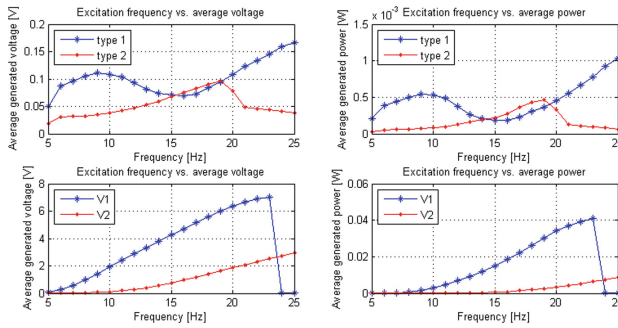 Excitation frequency vs. average voltage
Average generated voltage [V]
0.2
0.15
0.1
0.05
0
type 1
type 2
5
10
15
20
25
Frequency [Hz]
Excitation frequency vs. average power
x 10^-3
Average generated power [W]
1.5
1
0.5
0
type 1
type 2
5
10
15
20
25
Frequency [Hz]
Excitation frequency vs. average voltage
Average generated voltage [V]
8
6
4
2
0
V1
V2
5
10
15
20
25
Frequency [Hz]
Excitation frequency vs. average power
Average generated power [W]
0.06
0.04
0.02
0
V1
V2
5
10
15
20
25
Frequency [Hz]